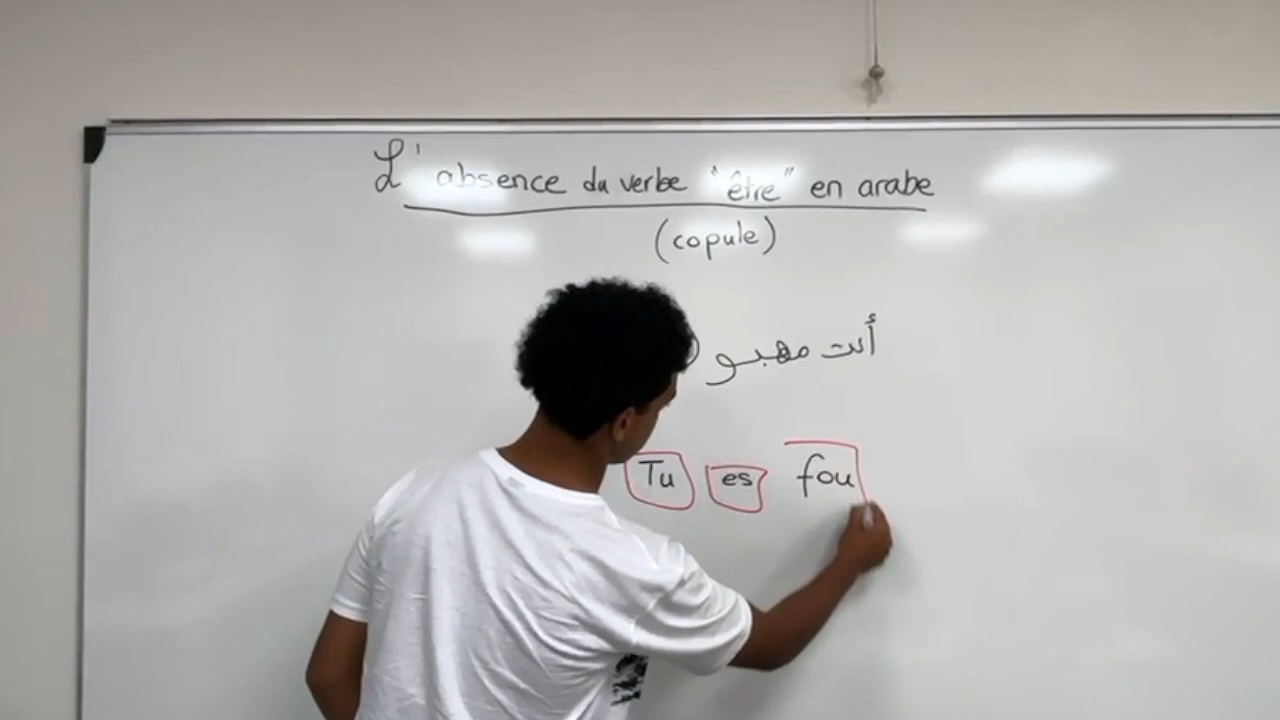 L'absence du verbe "être" en arabe
(copule)
أنت مهبول
Tu es fou